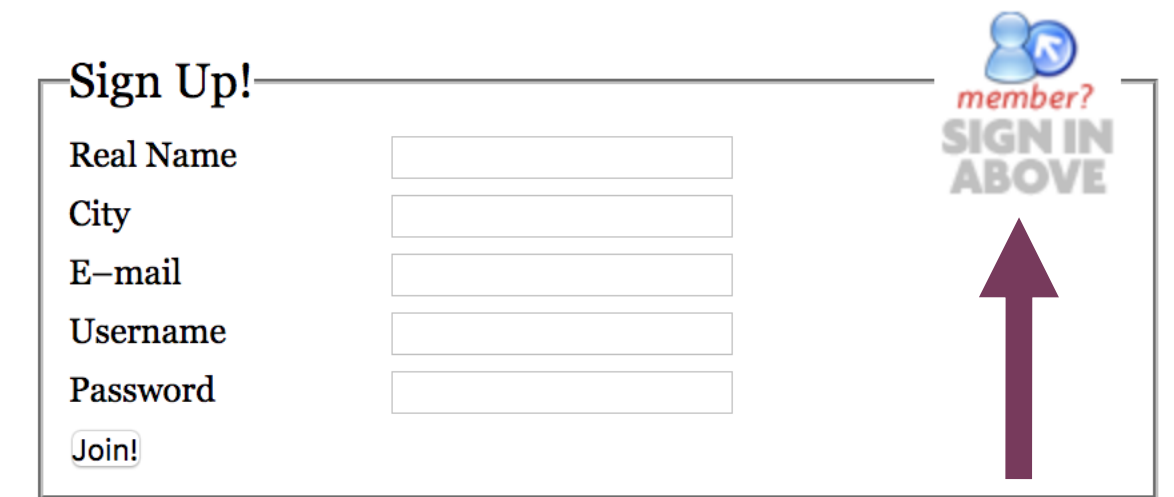 Sign Up!
member?
SIGN IN
ABOVE
Real Name
City
E–mail
Username
Password
Join!